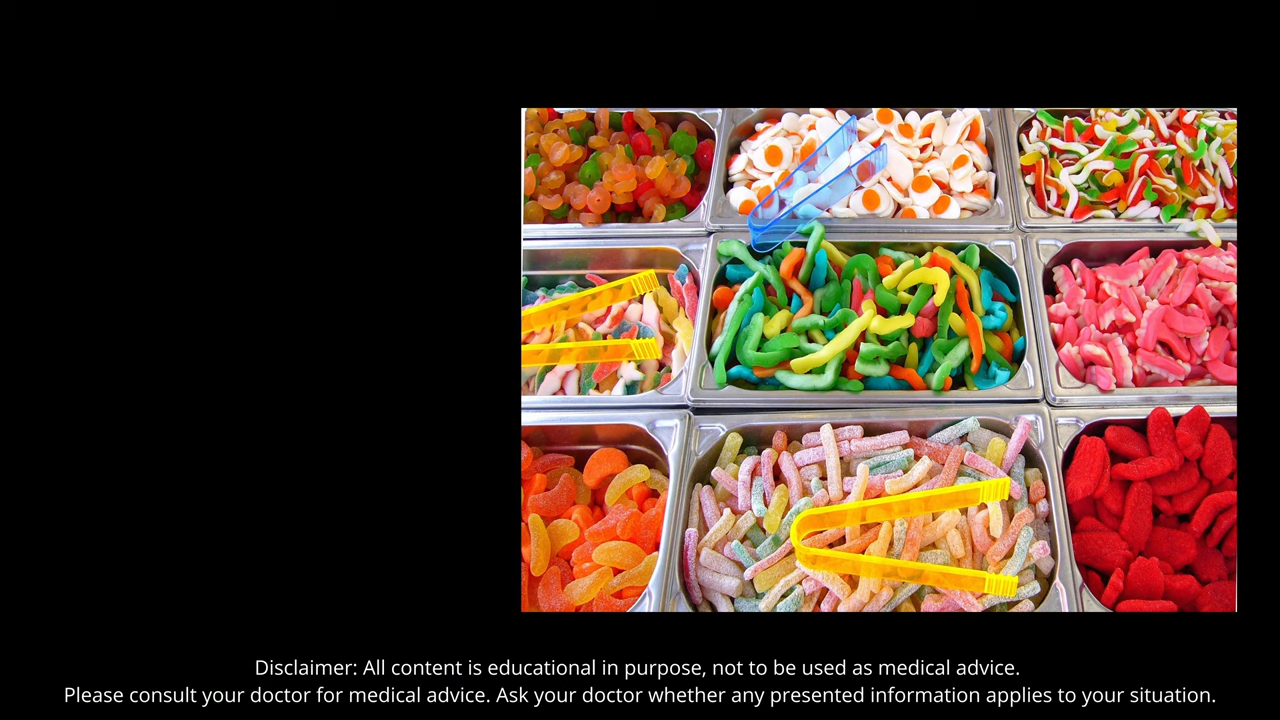 Disclaimer: All content is educational in purpose, not to be used as medical advice.
Please consult your doctor for medical advice. Ask your doctor whether any presented information applies to your situation.